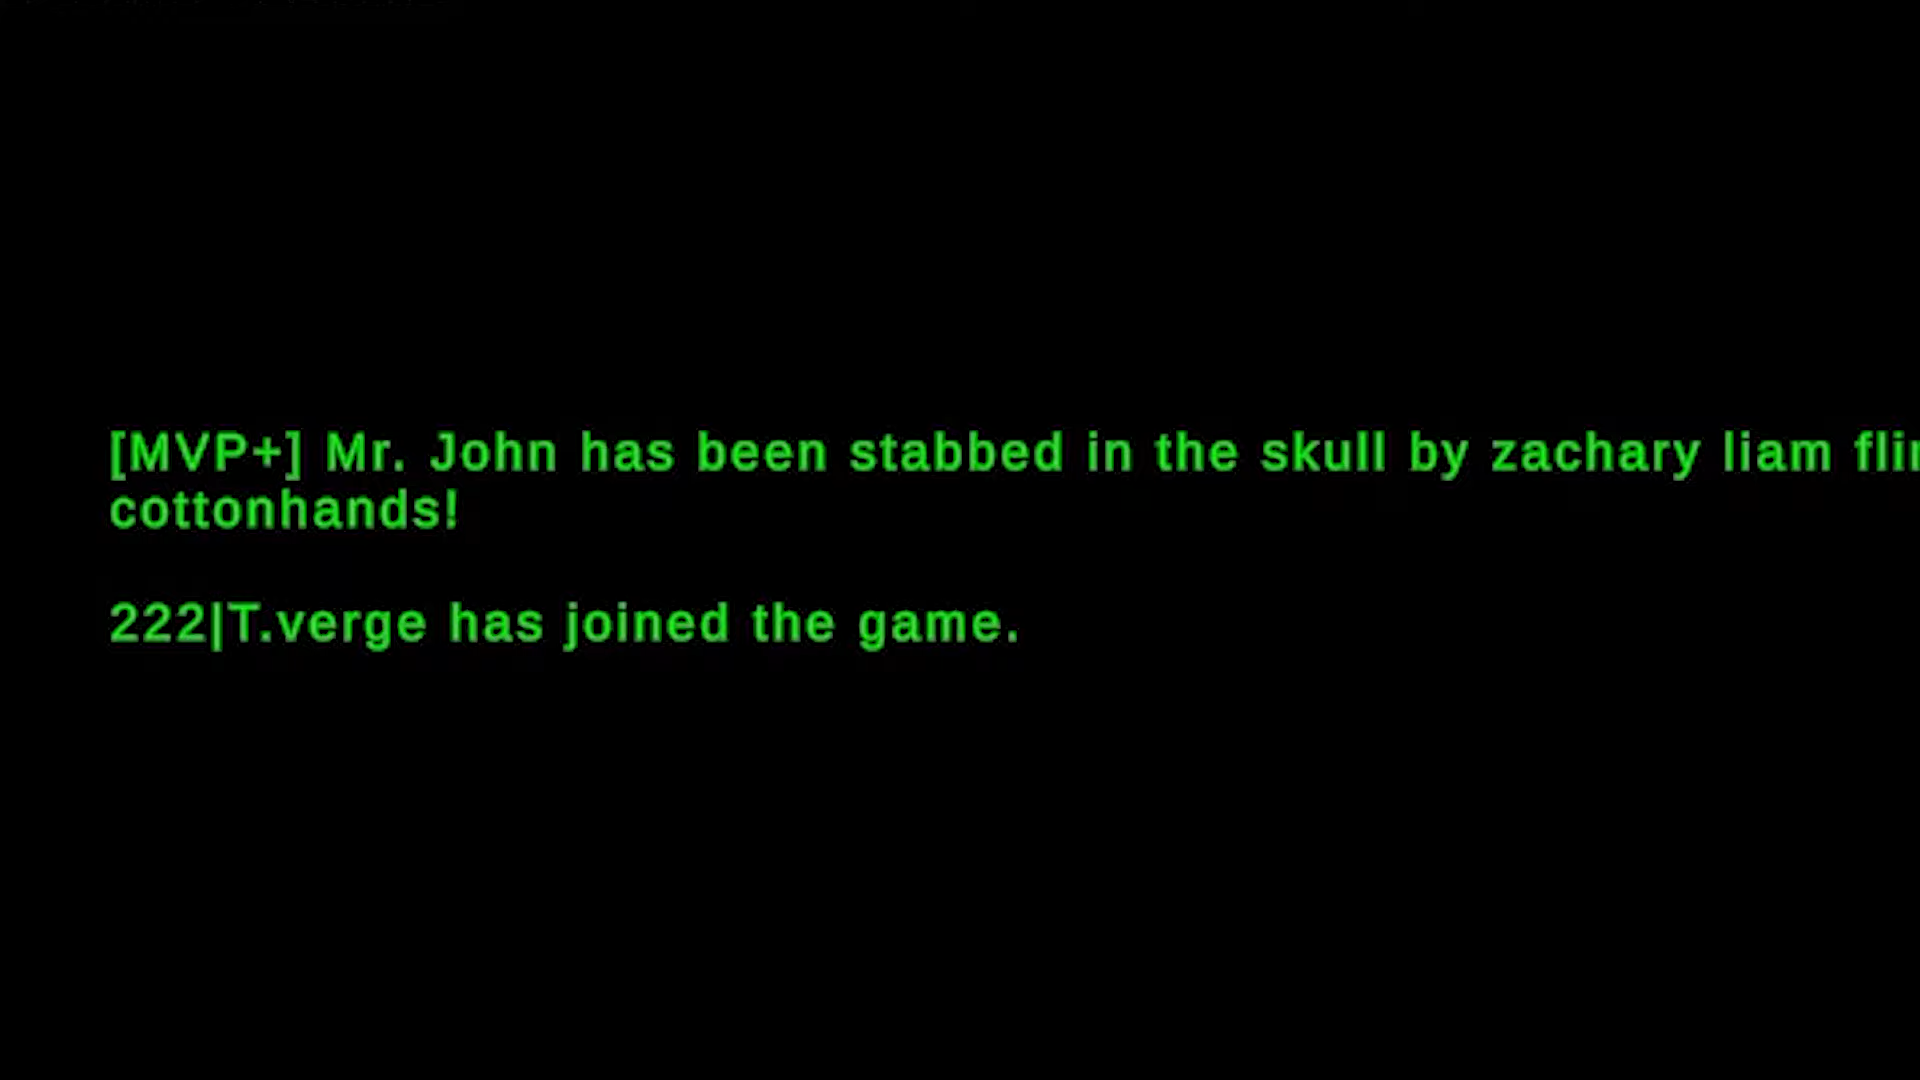 [MVP+] Mr. John has been stabbed in the skull by zachary liam
cottonhands!
222|T.verge has joined the game.